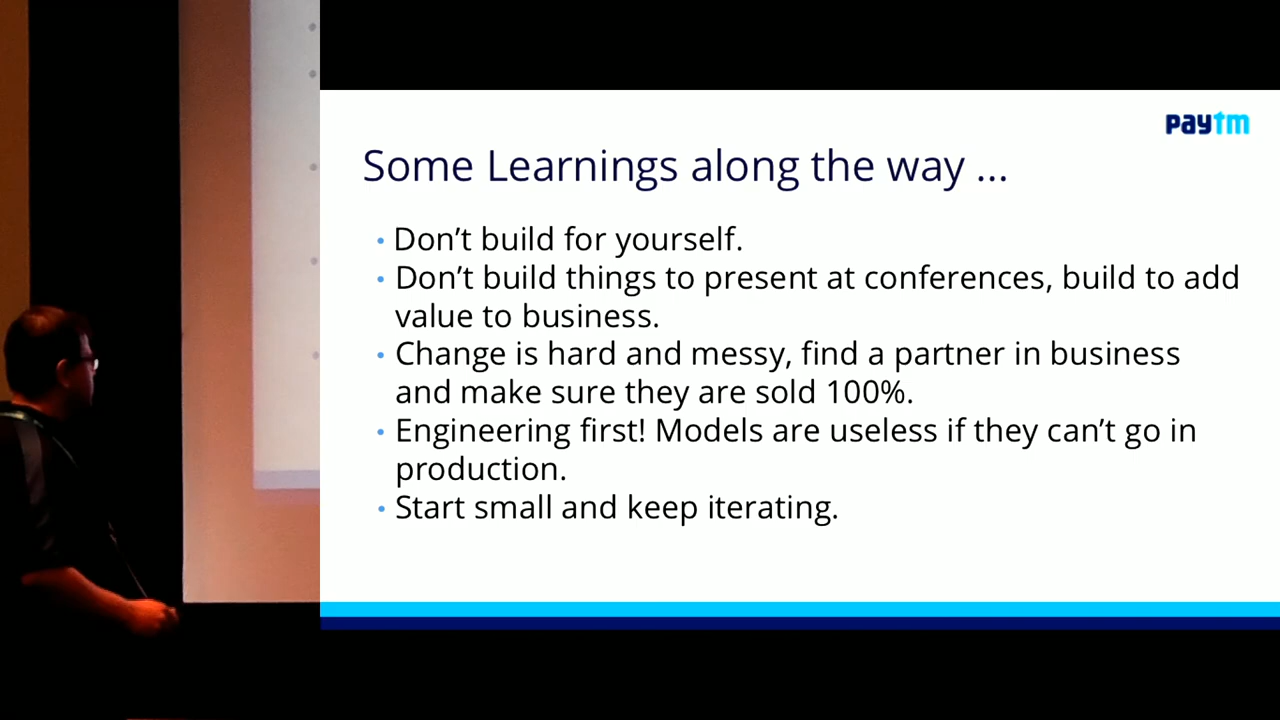 paytm
Some Learnings along the way ...
• Don’t build for yourself.
• Don’t build things to present at conferences, build to add
value to business.
• Change is hard and messy, find a partner in business
and make sure they are sold 100%.
• Engineering first! Models are useless if they can’t go in
production.
• Start small and keep iterating.